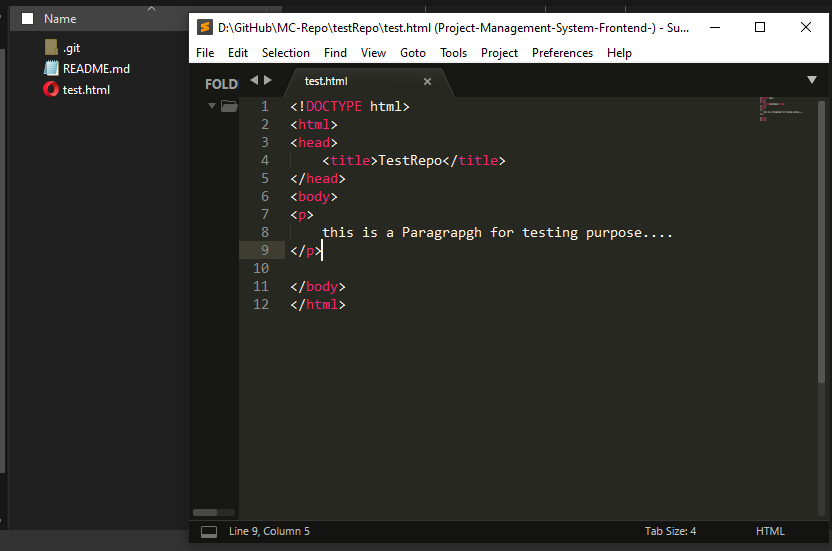 Name
.git
README.md
test.html
D:\GitHub\MC-Repo\testRepo\test.html (Project-Management-System-Frontend-) - Su...
File Edit Selection Find View Goto Tools Project Preferences Help
FOLD
test.html
1 <!DOCTYPE html>
2 <html>
3 <head>
4 <title>TestRepo</title>
5 </head>
6 <body>
7 <p>
8 this is a Paragrapgh for testing purpose....
9 </p>
10
11 </body>
12 </html>
Line 9, Column 5 Tab Size: 4 HTML